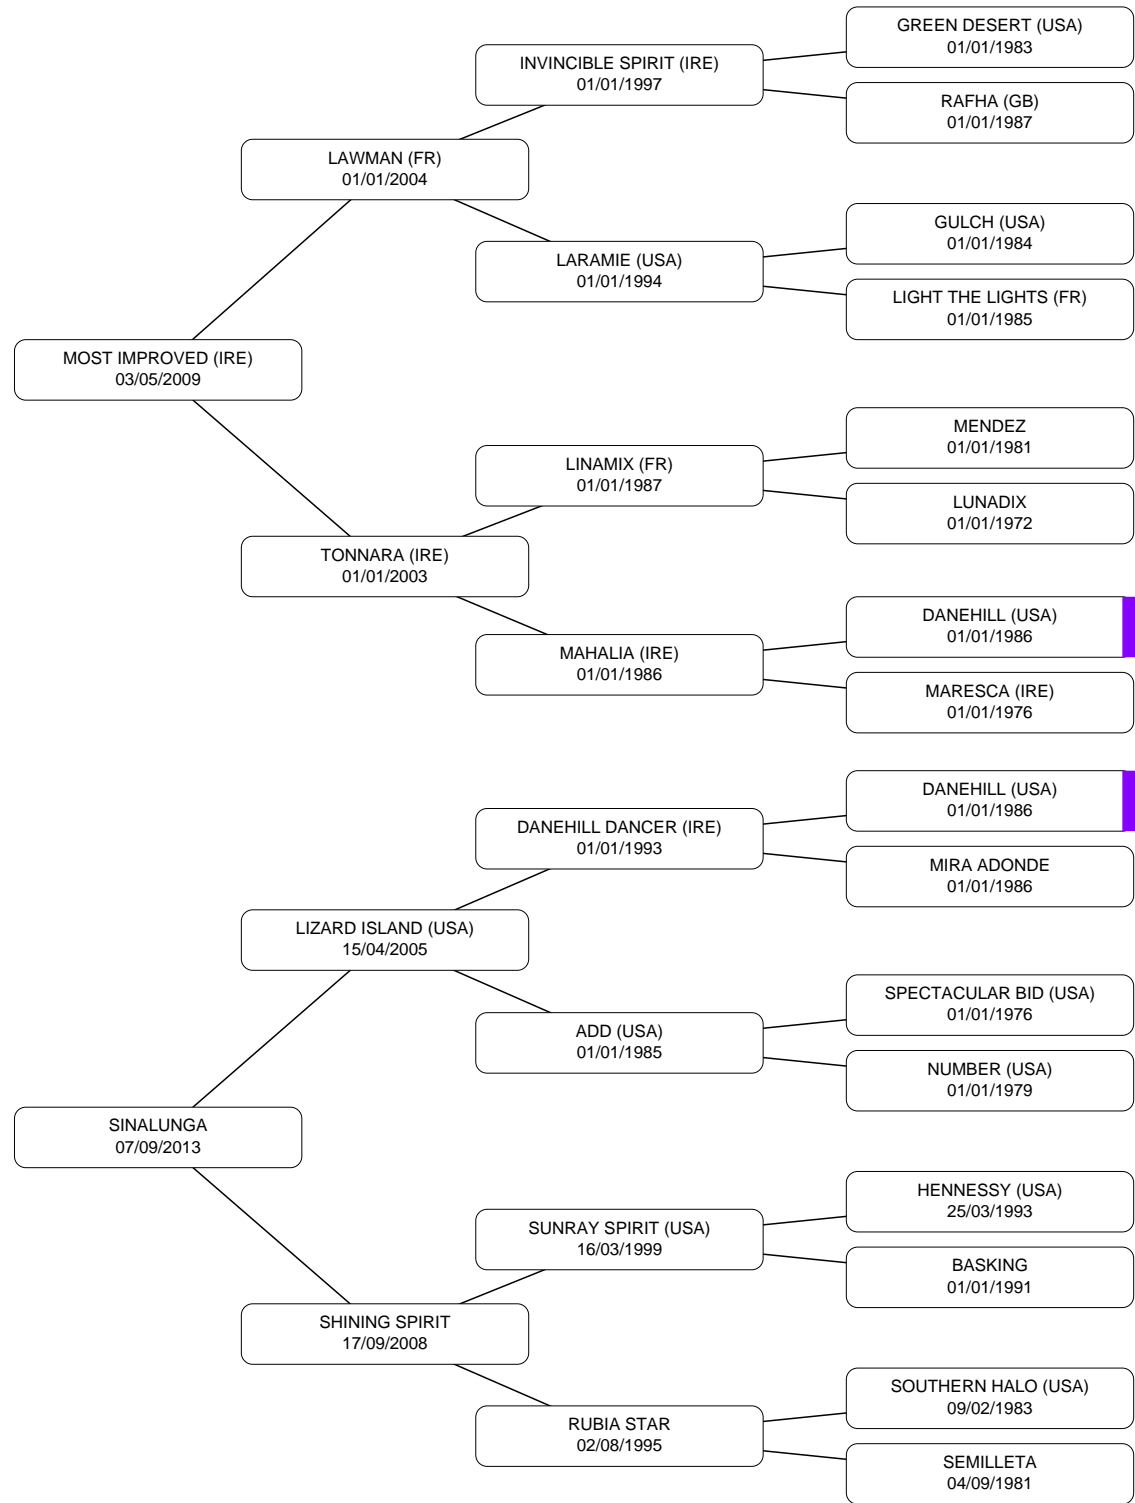 GREEN DESERT (USA)
01/01/1983
INVINCIBLE SPIRIT (IRE)
01/01/1997
RAFHA (GB)
01/01/1987
LAWMAN (FR)
01/01/2004
GULCH (USA)
01/01/1984
LARAMIE (USA)
01/01/1994
LIGHT THE LIGHTS (FR)
01/01/1985
MOST IMPROVED (IRE)
03/05/2009
MENDEZ
01/01/1981
LINAMIX (FR)
01/01/1987
LUNADIX
01/01/1972
TONNARA (IRE)
01/01/2003
DANEHILL (USA)
01/01/1986
MAHALIA (IRE)
01/01/1986
MARESCA (IRE)
01/01/1976
DANEHILL (USA)
01/01/1986
DANEHILL DANCER (IRE)
01/01/1993
MIRA ADONDE
01/01/1986
LIZARD ISLAND (USA)
15/04/2005
SPECTACULAR BID (USA)
01/01/1976
ADD (USA)
01/01/1985
NUMBER (USA)
01/01/1979
SINALUNGA
07/09/2013
HENNESSY (USA)
25/03/1993
SUNRAY SPIRIT (USA)
16/03/1999
BASKING
01/01/1991
SHINING SPIRIT
17/09/2008
SOUTHERN HALO (USA)
09/02/1983
RUBIA STAR
02/08/1995
SEMILLETA
04/09/1981